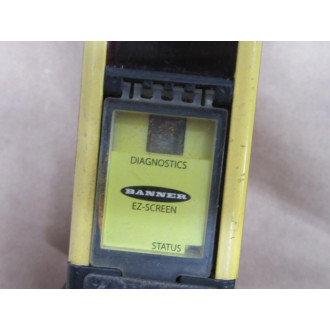 DIAGNOSTICS
BANNER
EZ-SCREEN
STATUS